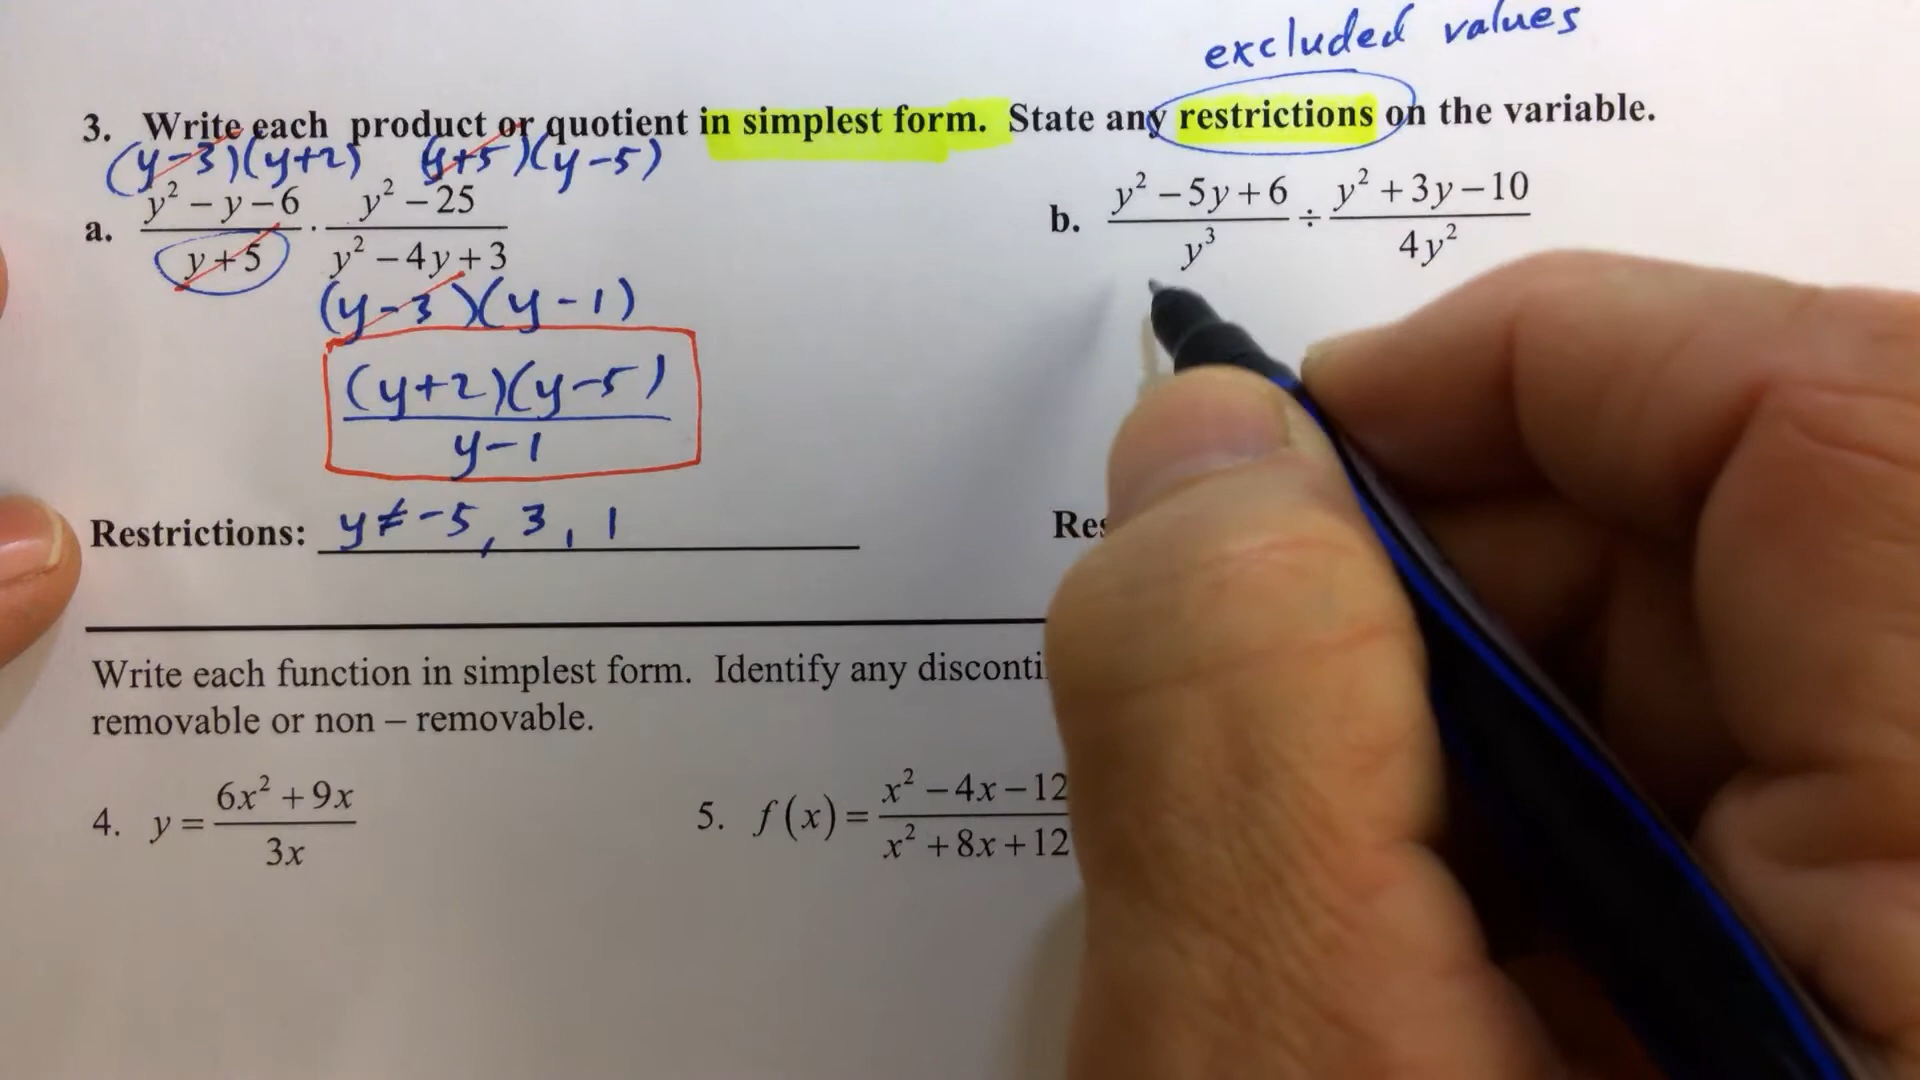 excluded values
3. Write each product or quotient in simplest form. State any restrictions on the variable.
(y-3)(y+2) (y+5)(y-5)
a. (y² - y - 6)/(y + 5) · (y² - 25)/(y² - 4y + 3)
b. (y² - 5y + 6)/y³ ÷ (y² + 3y - 10)/4y²
(y-3)(y-1)
(y+2)(y-5)
y-1
Restrictions: y≠-5, 3, 1
Write each function in simplest form. Identify any
removable or non – removable.
4. y = (6x² + 9x)/3x
5. f(x) = (x² - 4x - 12)/(x² + 8x + 12)